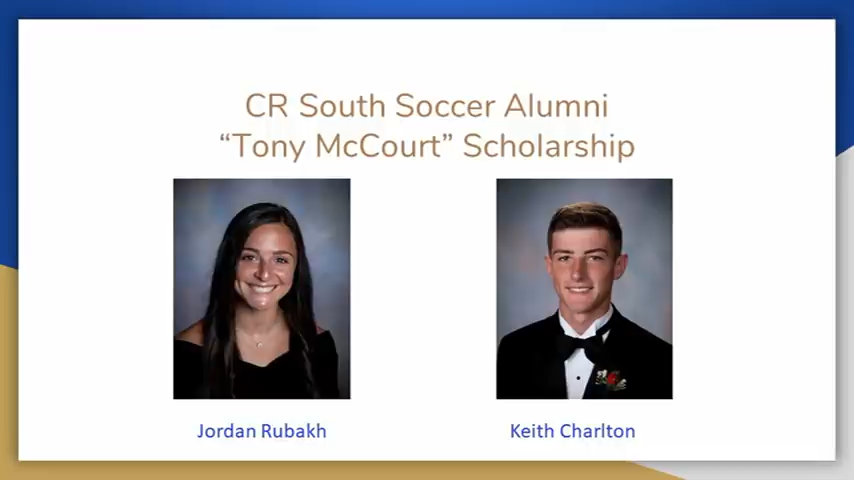 CR South Soccer Alumni
“Tony McCourt” Scholarship
Jordan Rubakh
Keith Charlton